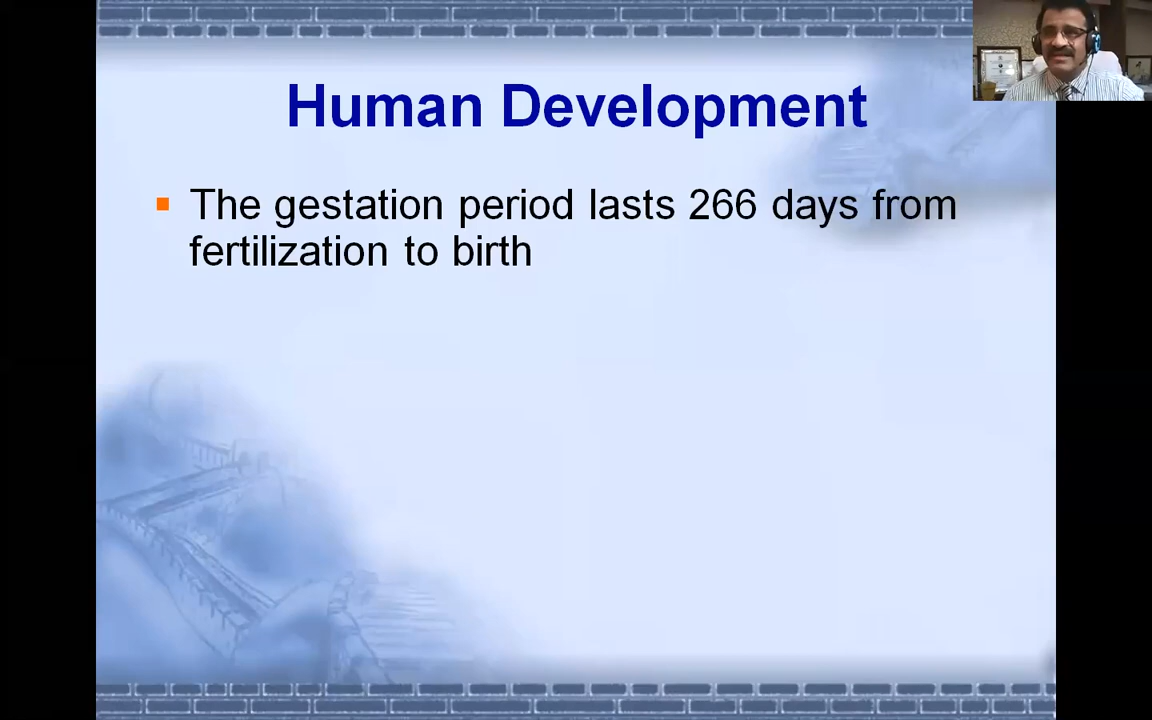 Human Development
The gestation period lasts 266 days from
fertilization to birth